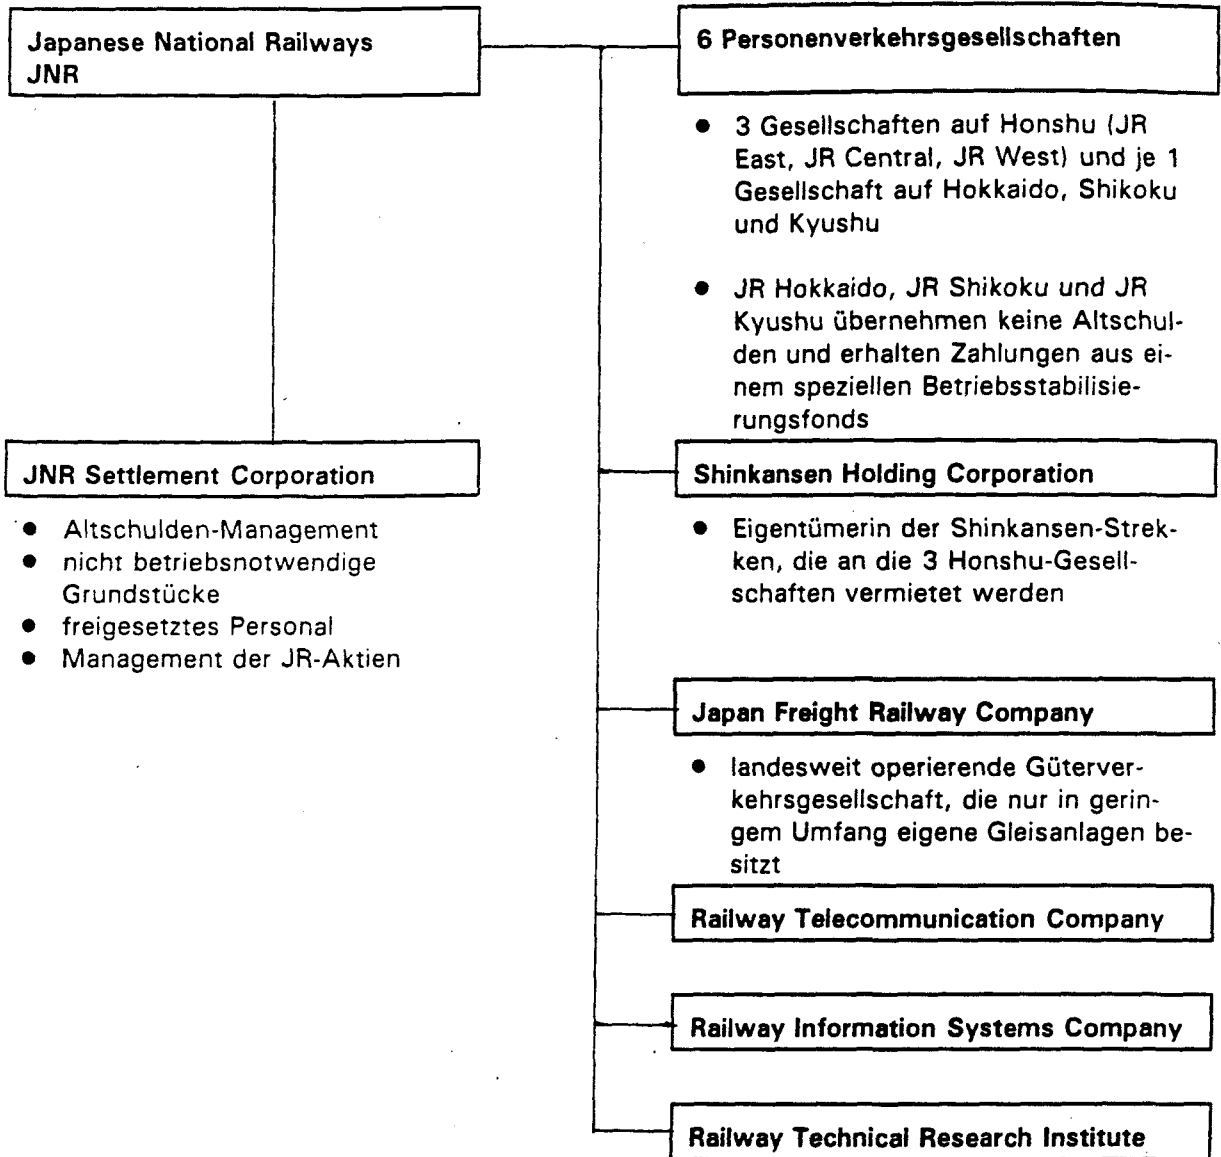 Japanese National Railways
JNR
6 Personenverkehrsgesellschaften
● 3 Gesellschaften auf Honshu (JR
East, JR Central, JR West) und je 1
Gesellschaft auf Hokkaido, Shikoku
und Kyushu
● JR Hokkaido, JR Shikoku und JR
Kyushu übernehmen keine Altschul-
den und erhalten Zahlungen aus ei-
nem speziellen Betriebsstabilisie-
rungsfonds
JNR Settlement Corporation
● Altschulden-Management
● nicht betriebsnotwendige
Grundstücke
● freigesetztes Personal
● Management der JR-Aktien
Shinkansen Holding Corporation
● Eigentümerin der Shinkansen-Strek-
ken, die an die 3 Honshu-Gesell-
schaften vermietet werden
Japan Freight Railway Company
● landesweit operierende Güterver-
kehrsgesellschaft, die nur in gerin-
gem Umfang eigene Gleisanlagen be-
sitzt
Railway Telecommunication Company
Railway Information Systems Company
Railway Technical Research Institute